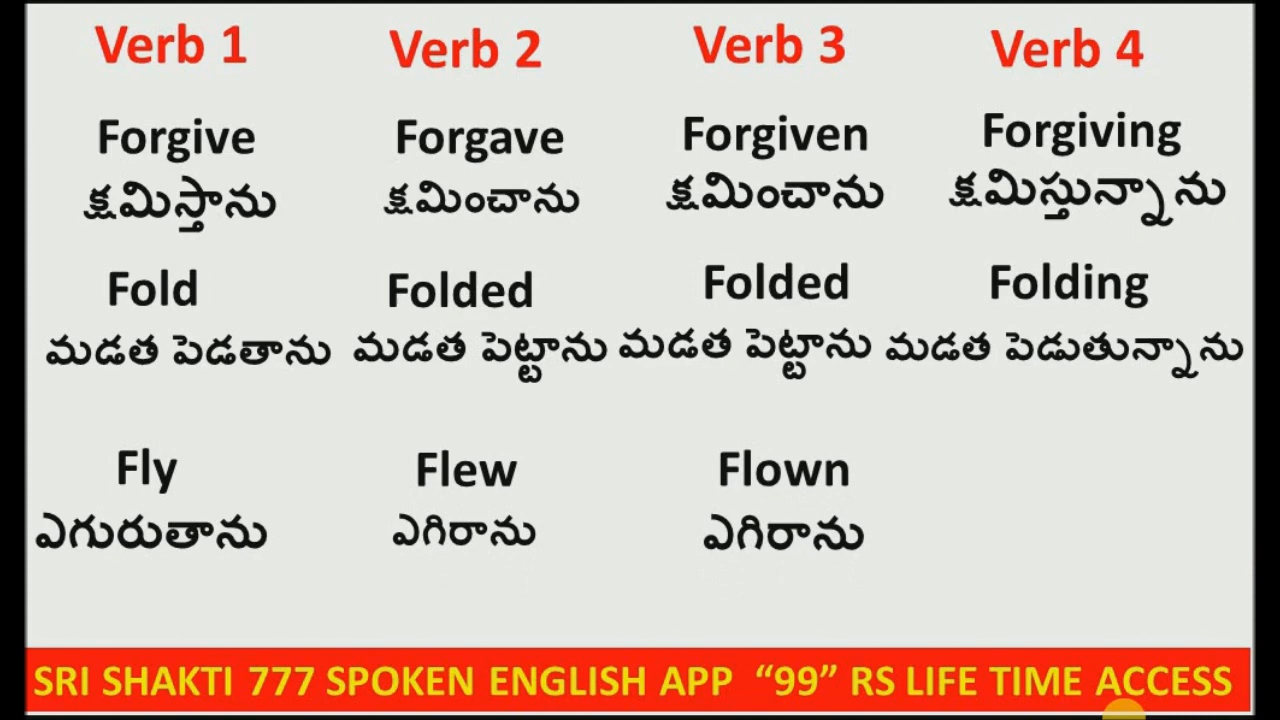 Verb 1 Verb 2 Verb 3 Verb 4
Forgive Forgave Forgiven Forgiving
క్షమిస్తాను క్షమించాను క్షమించాను క్షమిస్తున్నాను
Fold Folded Folded Folding
మడత పెడతాను మడత పెట్టాను మడత పెట్టాను మడత పెడుతున్నాను
Fly Flew Flown
ఎగురుతాను ఎగిరాను ఎగిరాను
SRI SHAKTI 777 SPOKEN ENGLISH APP “99” RS LIFE TIME ACCESS